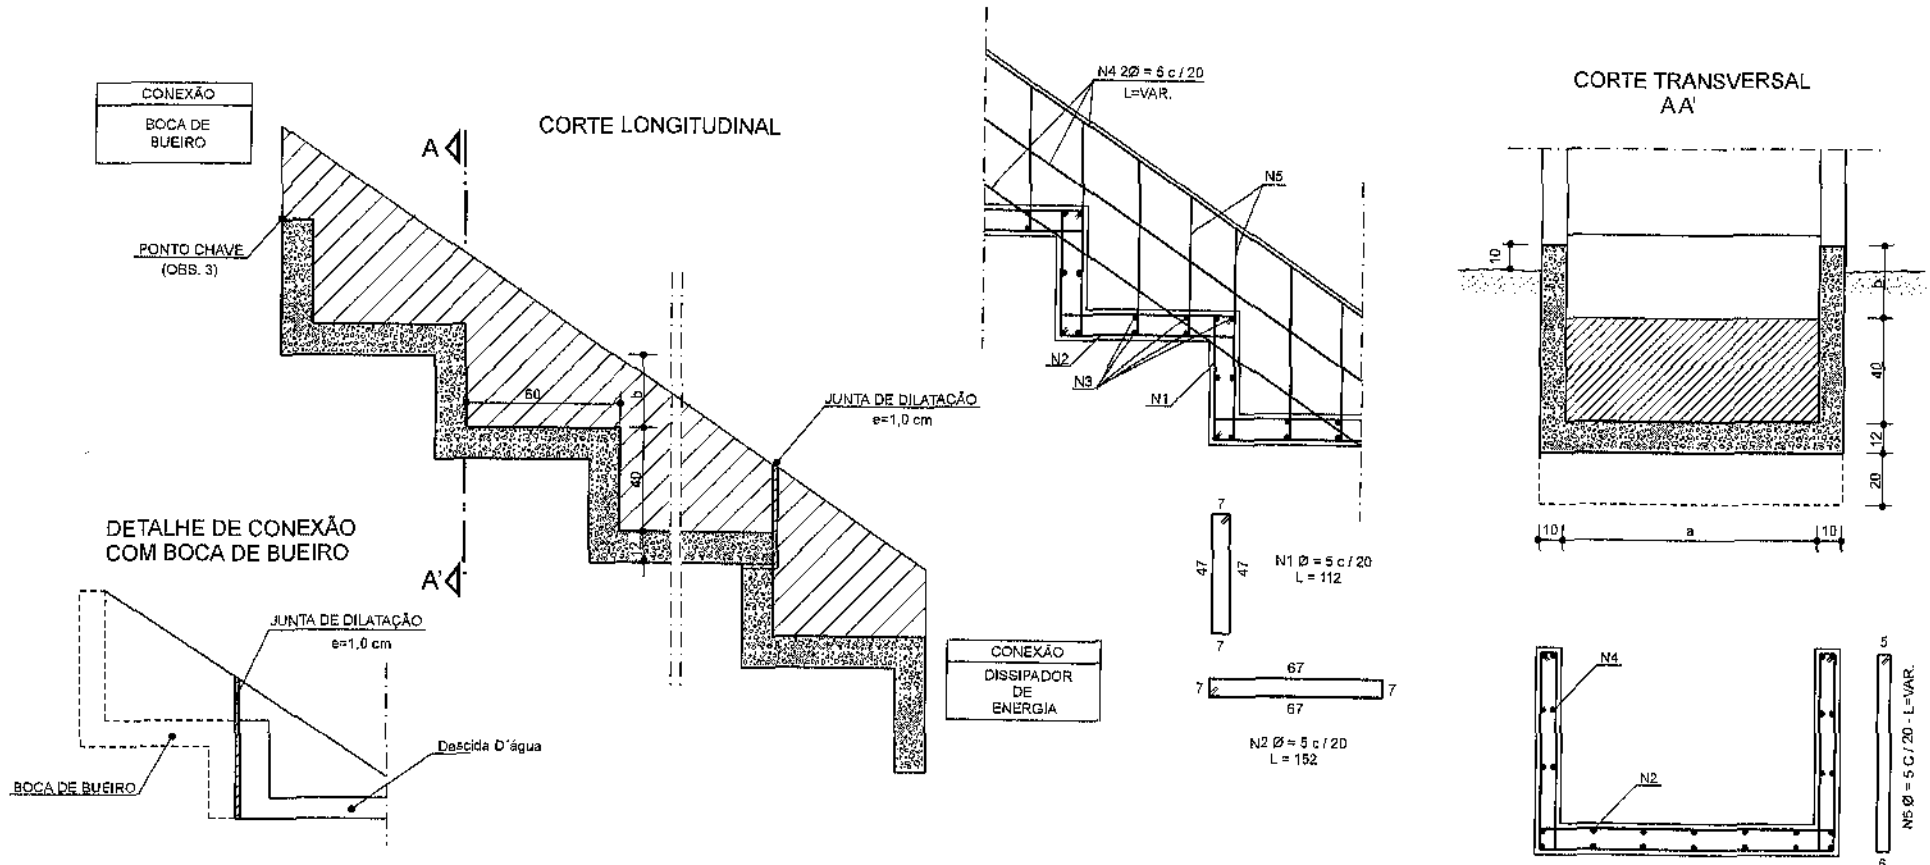 CONEXÃO
BOCA DE
BUEIRO
CORTE LONGITUDINAL
A
PONTO CHAVE
(OBS. 3)
60
b
40
12
JUNTA DE DILATAÇÃO
e=1,0 cm
A'
DETALHE DE CONEXÃO
COM BOCA DE BUEIRO
JUNTA DE DILATAÇÃO
e=1,0 cm
Descida D'água
BOCA DE BUEIRO
CONEXÃO
DISSIPADOR
DE
ENERGIA
N4 2Ø = 5 c / 20
L=VAR.
N5
N2
N3
N1
7
47
47
7
N1 Ø = 5 c / 20
L = 112
67
7
7
67
N2 Ø = 5 c / 20
L = 152
CORTE TRANSVERSAL
A A'
10
b
40
12
20
10
a
10
N4
N2
5
N5 Ø = 5 C / 20 - L=VAR.